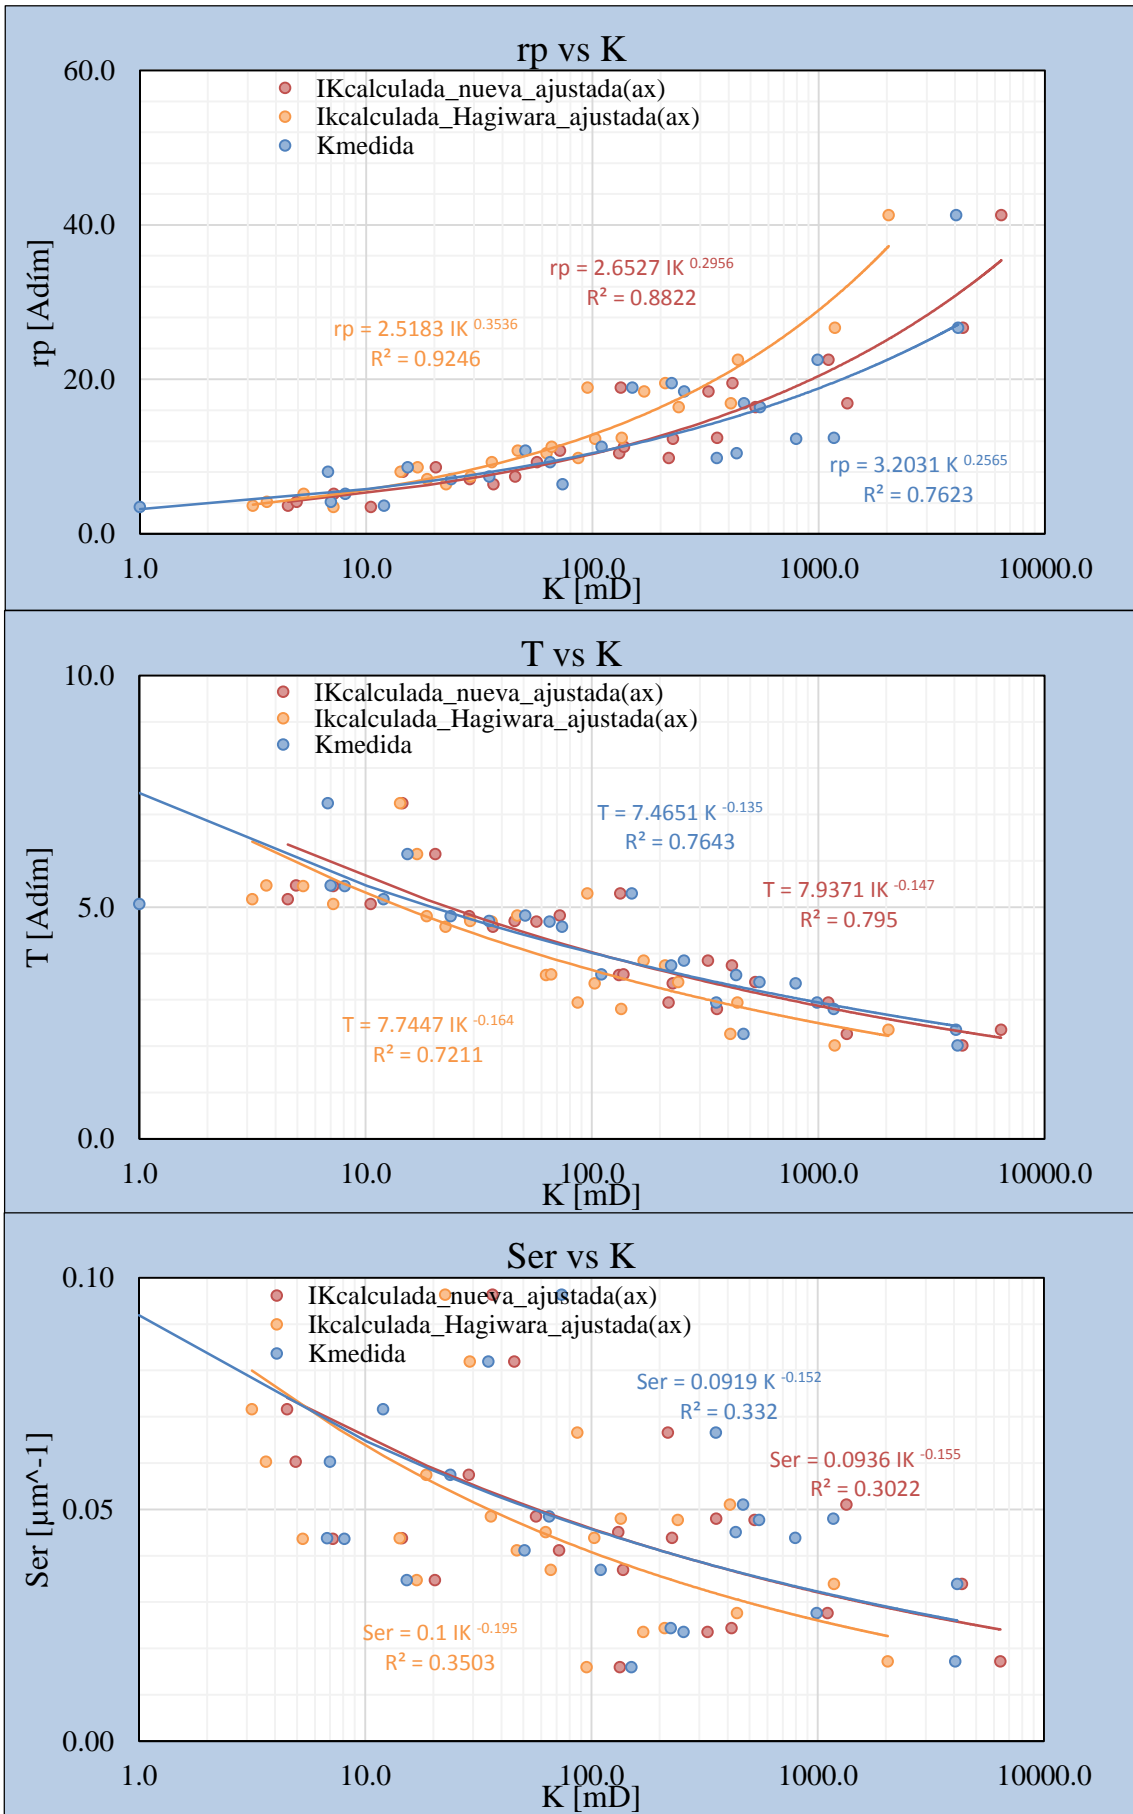 rp vs K
60.0
IKcalculada_nueva_ajustada(ax)
Ikcalculada_Hagiwara_ajustada(ax)
Kmedida
40.0
rp = 2.6527 IK 0.2956
R² = 0.8822
rp = 2.5183 IK 0.3536
R² = 0.9246
rp [Adím]
20.0
rp = 3.2031 K 0.2565
R² = 0.7623
0.0
1.0 10.0 100.0 1000.0 10000.0
K [mD]
T vs K
10.0
IKcalculada_nueva_ajustada(ax)
Ikcalculada_Hagiwara_ajustada(ax)
Kmedida
T = 7.4651 K -0.135
R² = 0.7643
T = 7.9371 IK -0.147
R² = 0.795
T [Adím]
5.0
T = 7.7447 IK -0.164
R² = 0.7211
0.0
1.0 10.0 100.0 1000.0 10000.0
K [mD]
Ser vs K
0.10
IKcalculada_nueva_ajustada(ax)
Ikcalculada_Hagiwara_ajustada(ax)
Kmedida
Ser = 0.0919 K -0.152
R² = 0.332
Ser = 0.0936 IK -0.155
R² = 0.3022
Ser [µm^-1]
0.05
Ser = 0.1 IK -0.195
R² = 0.3503
0.00
1.0 10.0 100.0 1000.0 10000.0
K [mD]